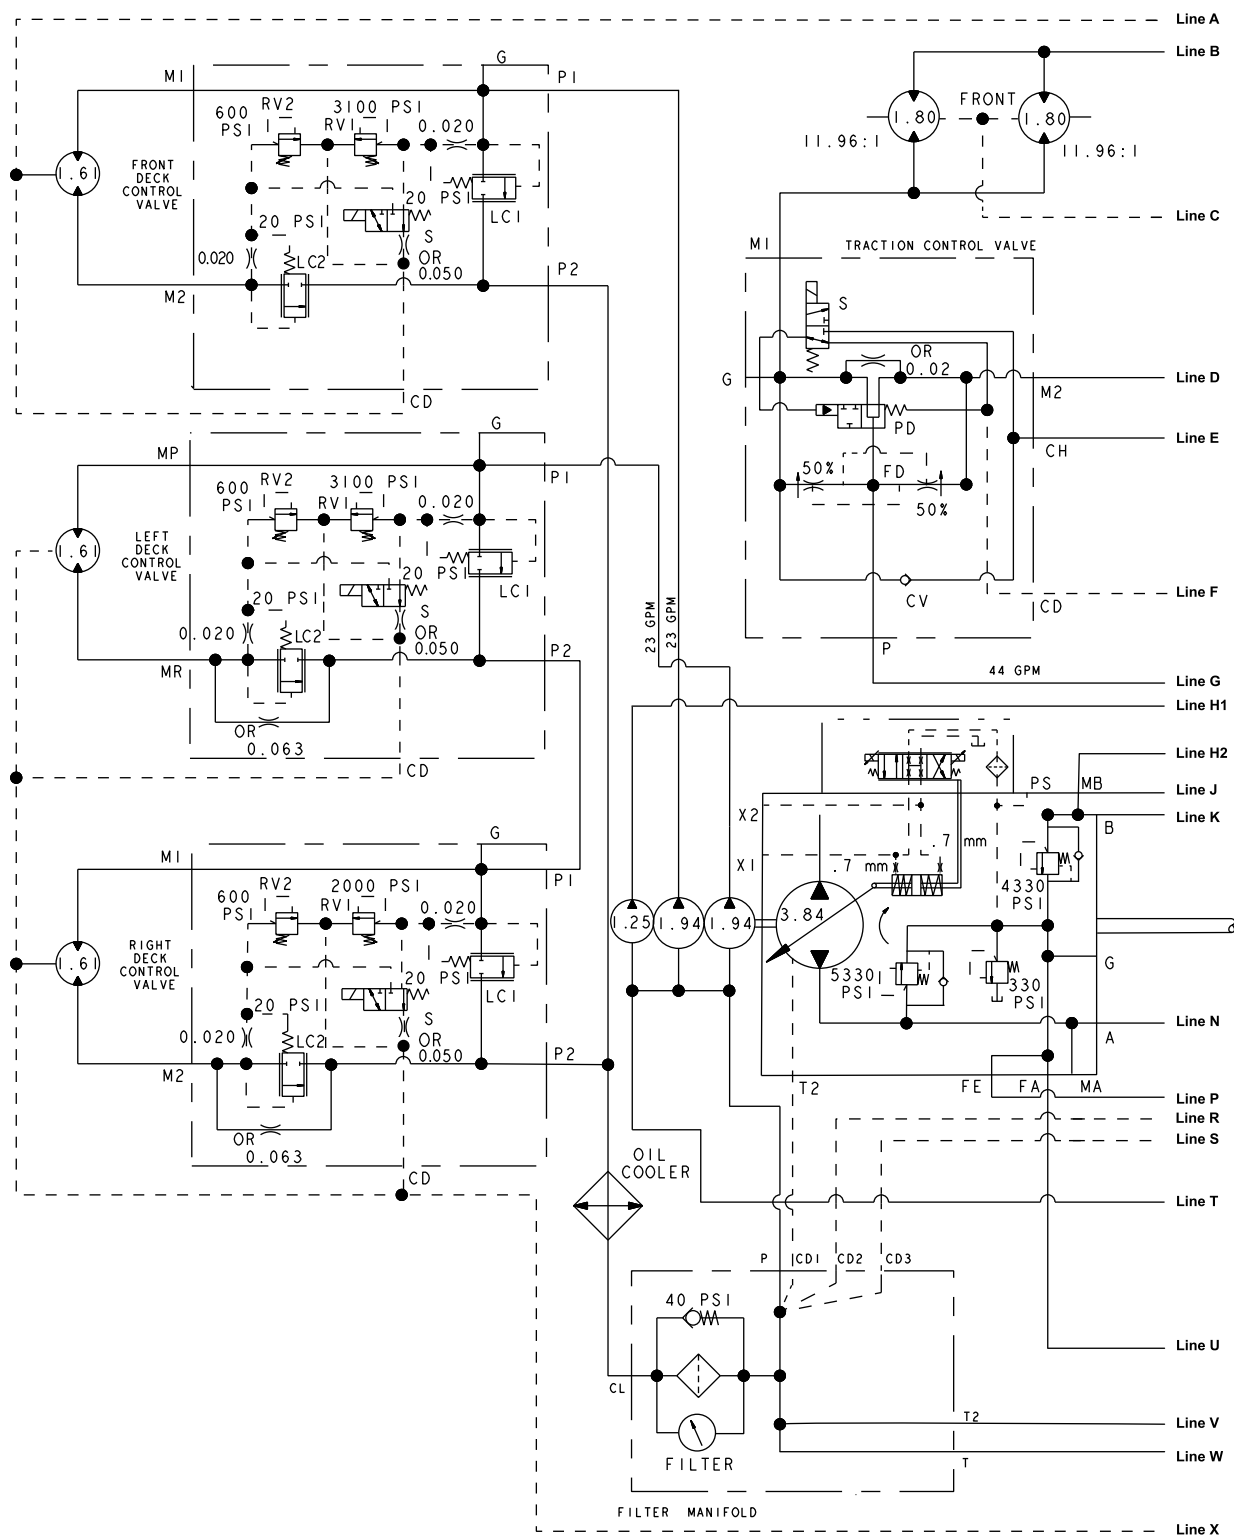 Line A
Line B
G
M1
P1
RV2
3100 PSI
600 PSI
RV1
0.020
FRONT
1.80
1.80
11.96:1
11.96:1
1.61
FRONT DECK CONTROL VALVE
20
PSI
LC1
Line C
20 PSI
S
OR
0.050
0.020
LC2
P2
M2
M1
TRACTION CONTROL VALVE
S
OR
0.02
G
Line D
M2
CD
PD
Line E
CH
G
MP
P1
50%
FD
50%
RV2
3100 PSI
600 PSI
RV1
0.020
1.61
LEFT DECK CONTROL VALVE
20
PSI
LC1
CV
CD
Line F
20 PSI
S
OR
0.050
0.020
LC2
P2
MR
23 GPM
23 GPM
P
44 GPM
Line G
Line H1
OR
0.063
CD
Line H2
PS
MB
Line J
X2
Line K
B
.7 mm
X1
.7 mm
G
M1
P1
RV2
2000 PSI
600 PSI
RV1
0.020
4330 PSI
1.25
1.94
1.94
3.84
1.61
RIGHT DECK CONTROL VALVE
20
PSI
LC1
5330 PSI
330 PSI
G
20 PSI
S
OR
0.050
0.020
LC2
P2
M2
Line N
A
T2
FE
FA
MA
Line P
Line R
Line S
OR
0.063
CD
OIL COOLER
Line T
P
CD1
CD2
CD3
40 PSI
Line U
CL
T2
Line V
FILTER
T
Line W
FILTER MANIFOLD
Line X